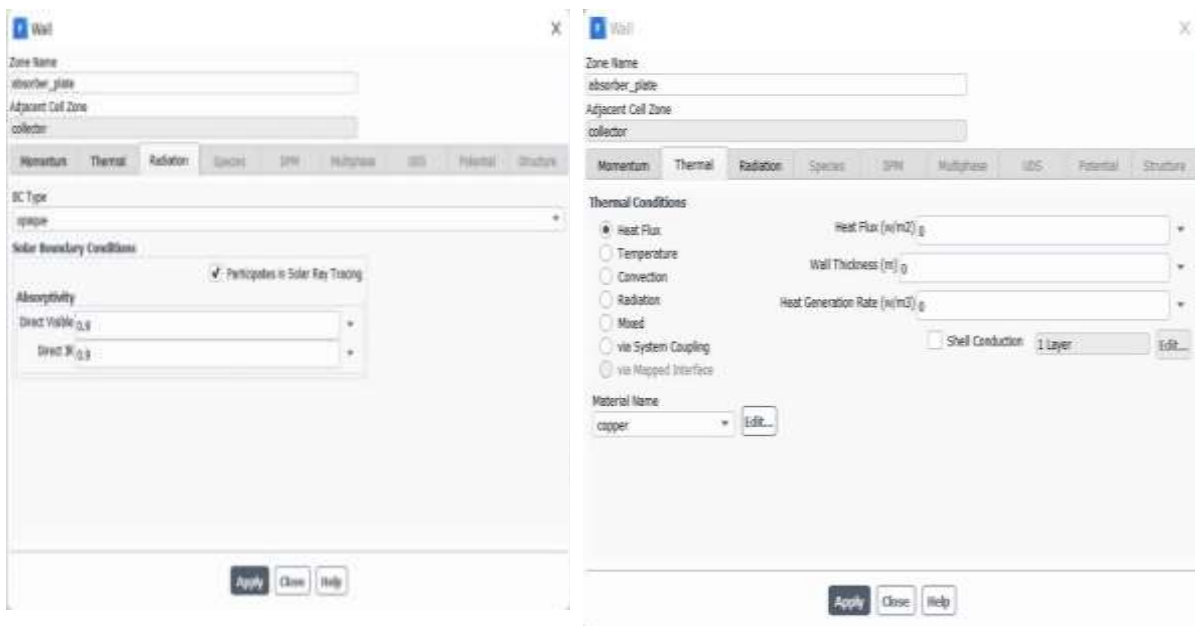 Wall X
Zone Name
absorber_plate
Adjacent Cell Zone
collector
Momentum Thermal Radiation Species DPM Multiphase UDS Potential Structure
BC Type
opaque
Solar Boundary Conditions
✓ Participates in Solar Ray Tracing
Absorptivity
Direct Visible 0.9
Direct IR 0.9
Apply Close Help
Wall X
Zone Name
absorber_plate
Adjacent Cell Zone
collector
Momentum Thermal Radiation Species DPM Multiphase UDS Potential Structure
Thermal Conditions
Heat Flux
Temperature
Convection
Radiation
Mixed
via System Coupling
via Mapped Interface
Heat Flux (w/m2) 0
Wall Thickness (m) 0
Heat Generation Rate (w/m3) 0
Shell Conduction 1 Layer Edit...
Material Name
copper Edit...
Apply Close Help